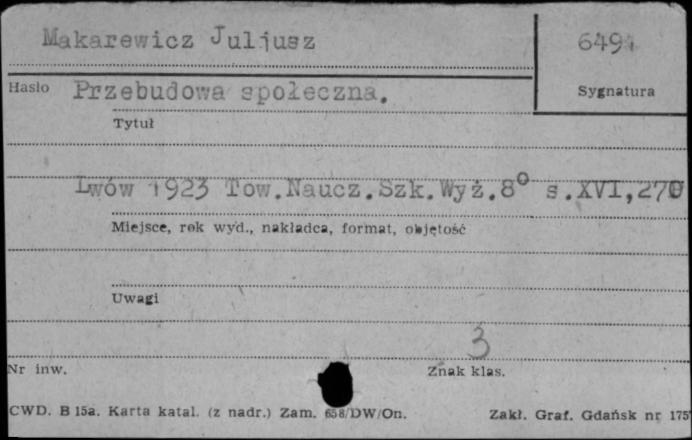 Makarewicz Juljusz 6491
Hasło Przebudowa społeczna. Sygnatura
Tytuł
Lwów 1923 Tow.Naucz.Szk.Wyż.8° s.XVI,270
Miejsce, rok wyd., nakładca, format, objętość
Uwagi
3
Nr inw. Znak klas.
CWD. B 15a. Karta katal. (z nadr.) Zam. 658/DW/On. Zakł. Graf. Gdańsk nr 175